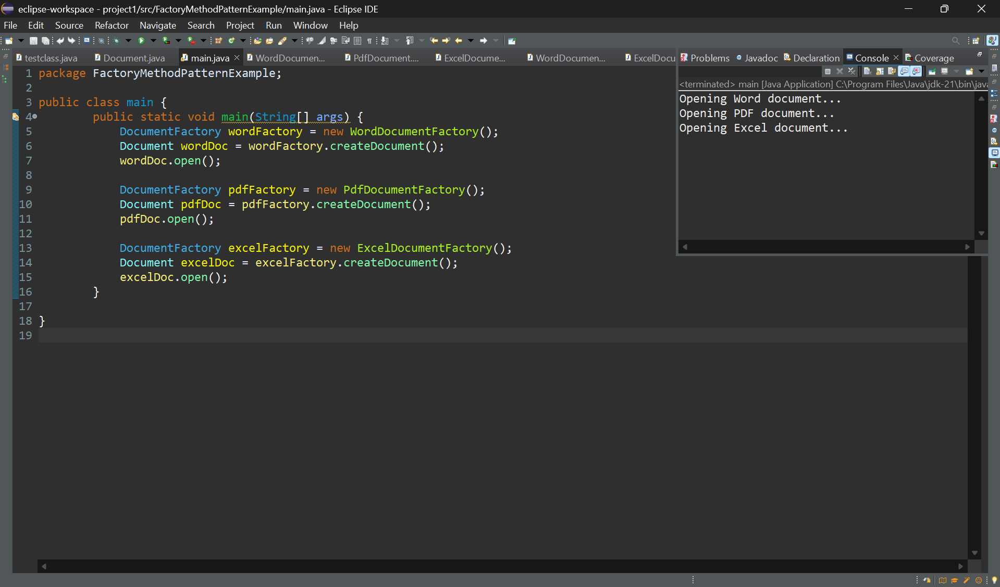 eclipse-workspace - project1/src/FactoryMethodPatternExample/main.java - Eclipse IDE
File Edit Source Refactor Navigate Search Project Run Window Help
testclass.java Document.java main.java WordDocumen... PdfDocument.... ExcelDocume... WordDocumen... ExcelDocu
1 package FactoryMethodPatternExample;
2
3 public class main {
4 public static void main(String[] args) {
5 DocumentFactory wordFactory = new WordDocumentFactory();
6 Document wordDoc = wordFactory.createDocument();
7 wordDoc.open();
8
9 DocumentFactory pdfFactory = new PdfDocumentFactory();
10 Document pdfDoc = pdfFactory.createDocument();
11 pdfDoc.open();
12
13 DocumentFactory excelFactory = new ExcelDocumentFactory();
14 Document excelDoc = excelFactory.createDocument();
15 excelDoc.open();
16 }
17
18 }
19
Problems Javadoc Declaration Console Coverage
<terminated> main [Java Application] C:\Program Files\Java\jdk-21\bin\java
Opening Word document...
Opening PDF document...
Opening Excel document...